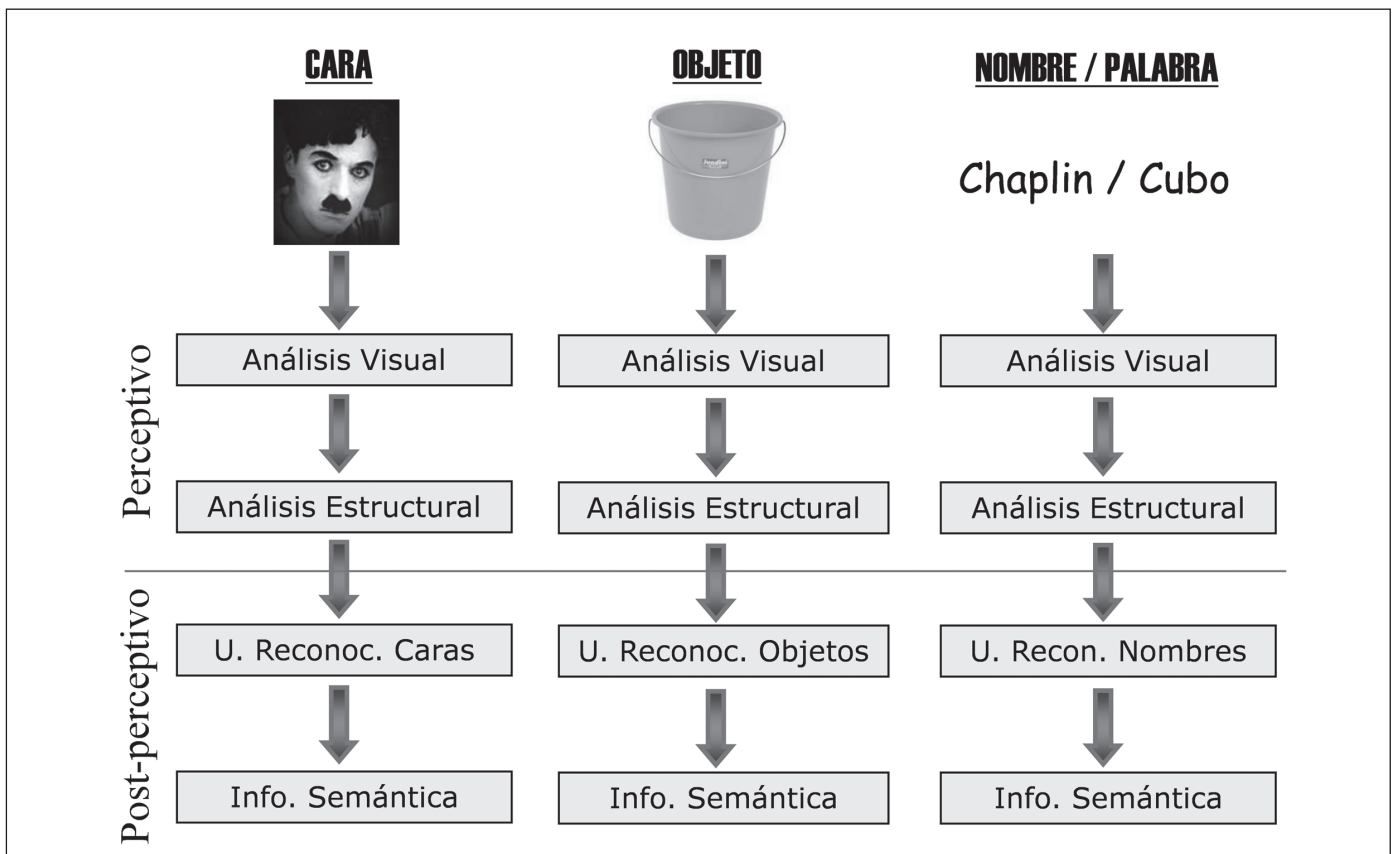 CARA
OBJETO
NOMBRE / PALABRA
Chaplin / Cubo
Perceptivo
Análisis Visual
Análisis Visual
Análisis Visual
Análisis Estructural
Análisis Estructural
Análisis Estructural
Post-perceptivo
U. Reconoc. Caras
U. Reconoc. Objetos
U. Recon. Nombres
Info. Semántica
Info. Semántica
Info. Semántica